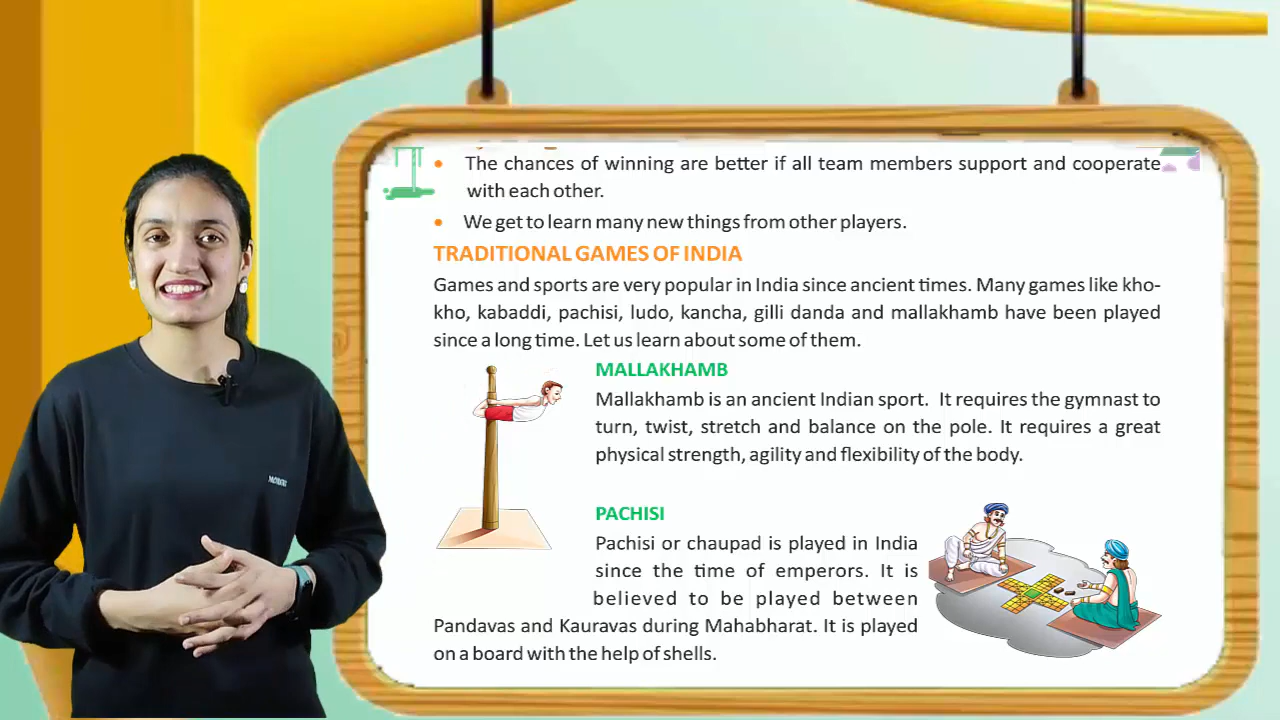 The chances of winning are better if all team members support and cooperate
with each other.
We get to learn many new things from other players.
TRADITIONAL GAMES OF INDIA
Games and sports are very popular in India since ancient times. Many games like kho-
kho, kabaddi, pachisi, ludo, kancha, gilli danda and mallakhamb have been played
since a long time. Let us learn about some of them.
MALLAKHAMB
Mallakhamb is an ancient Indian sport. It requires the gymnast to
turn, twist, stretch and balance on the pole. It requires a great
physical strength, agility and flexibility of the body.
PACHISI
Pachisi or chaupad is played in India
since the time of emperors. It is
believed to be played between
Pandavas and Kauravas during Mahabharat. It is played
on a board with the help of shells.